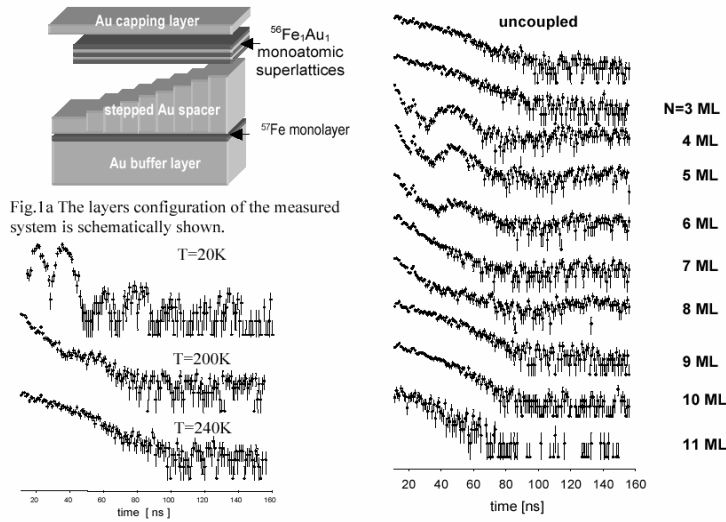 Au capping layer
⁵⁶Fe₁Au₁
monoatomic
superlattices
stepped Au spacer
⁵⁷Fe monolayer
Au buffer layer
Fig.1a The layers configuration of the measured
system is schematically shown.
T=20K
T=200K
T=240K
20 40 60 80 100 120 140 160
time [ ns]
uncoupled
N=3 ML
4 ML
5 ML
6 ML
7 ML
8 ML
9 ML
10 ML
11 ML
20 40 60 80 100 120 140 160
time [ns]